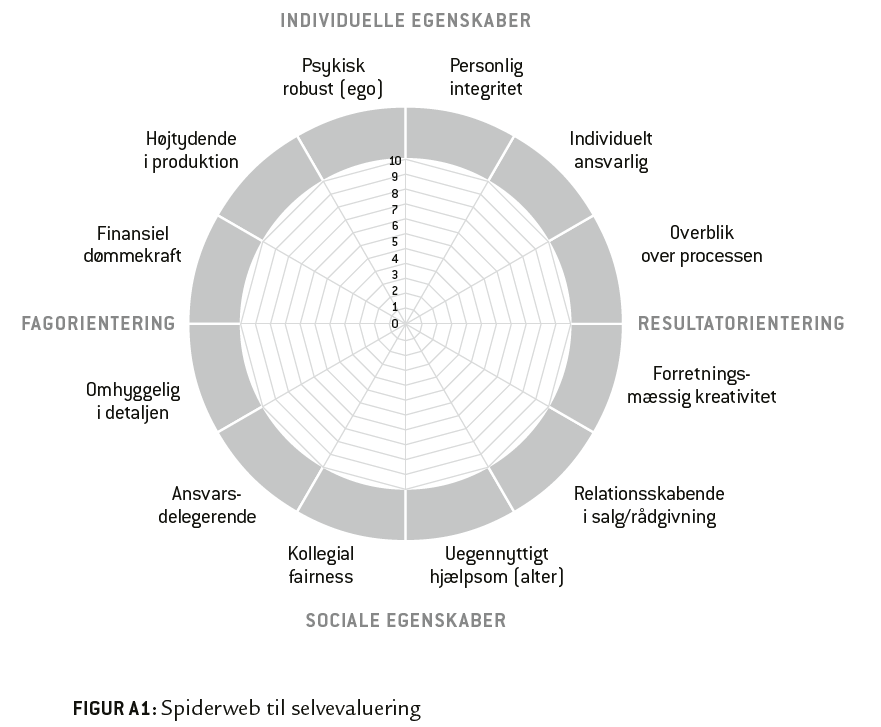 INDIVIDUELLE EGENSKABER
Psykisk
robust (ego)
Personlig
integritet
Højtydende
i produktion
Individuelt
ansvarlig
Finansiel
dømmekraft
Overblik
over processen
10
9
8
7
6
5
4
3
2
1
0
FAGORIENTERING
RESULTATORIENTERING
Omhyggelig
i detaljen
Forretnings-
mæssig kreativitet
Ansvars-
delegerende
Relationsskabende
i salg/rådgivning
Kollegial
fairness
Uegennyttigt
hjælpsom (alter)
SOCIALE EGENSKABER
FIGUR A1: Spiderweb til selvevaluering